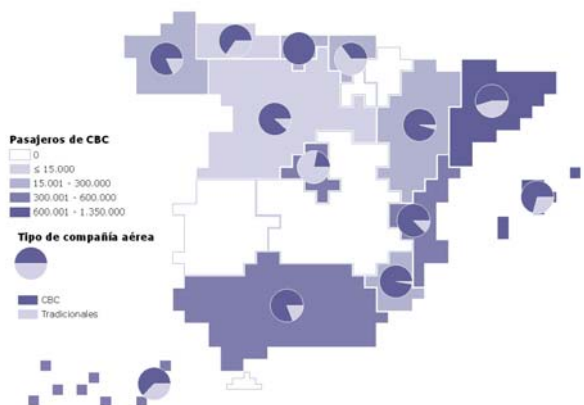 Pasajeros de CBC
0
≤ 15.000
15.001 - 300.000
300.001 - 600.000
600.001 - 1.350.000
Tipo de compañía aérea
CBC
Tradicionales